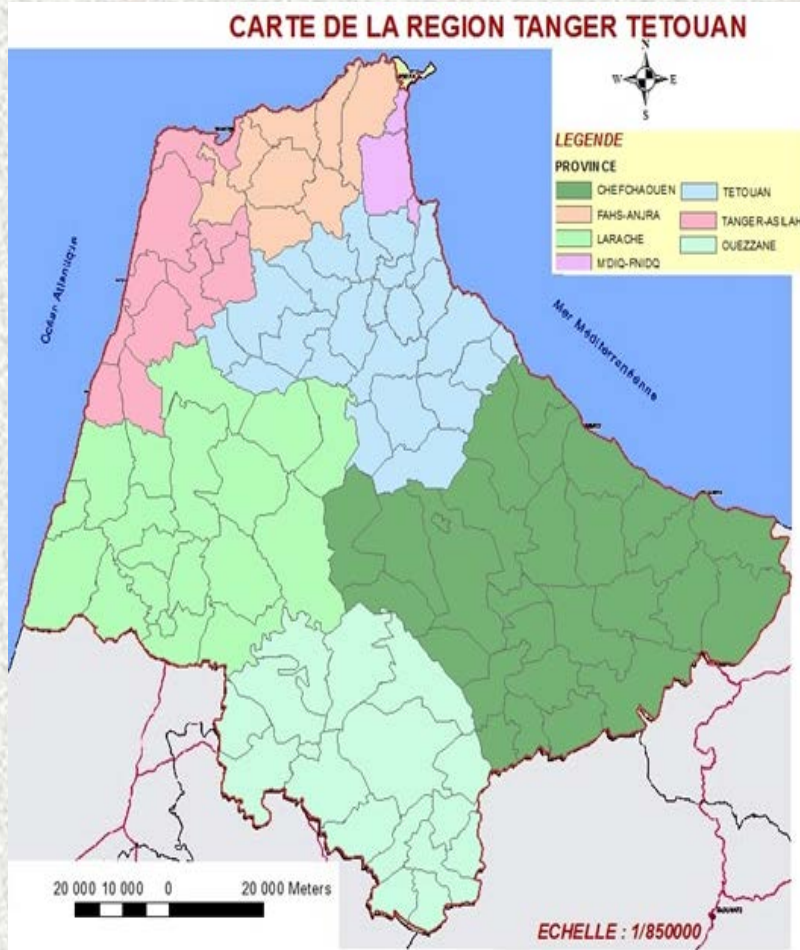 CARTE DE LA REGION TANGER TETOUAN
N
W E
S
LEGENDE
PROVINCE
CHEFCHAOUEN
TETOUAN
FAHS-ANJRA
TANGER-ASILAH
LARACHE
OUEZZANE
M'DIQ-FNIDQ
Océan Atlantique
Mer Méditerranéenne
20 000 10 000 0 20 000 Meters
ECHELLE : 1/850000